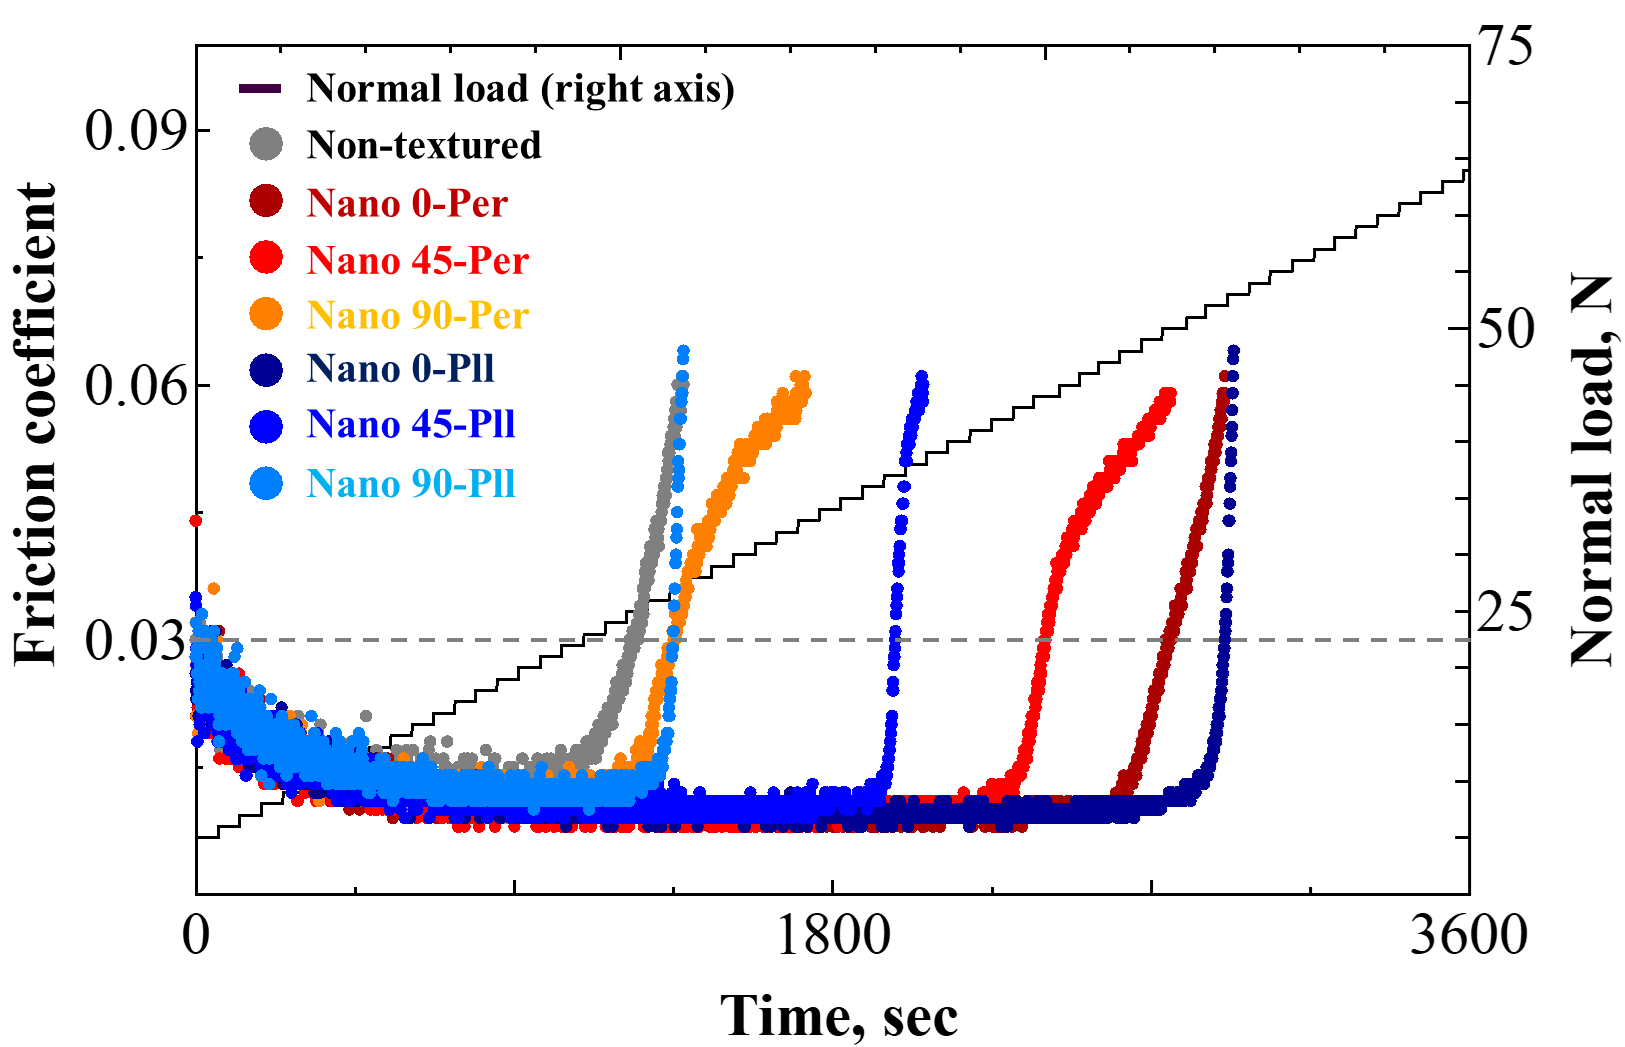 75
Normal load (right axis)
0.09
Non-textured
Nano 0-Per
Nano 45-Per
Nano 90-Per
50
Nano 0-Pll
0.06
Nano 45-Pll
Nano 90-Pll
0.03
25
Friction coefficient
Normal load, N
0
1800
3600
Time, sec